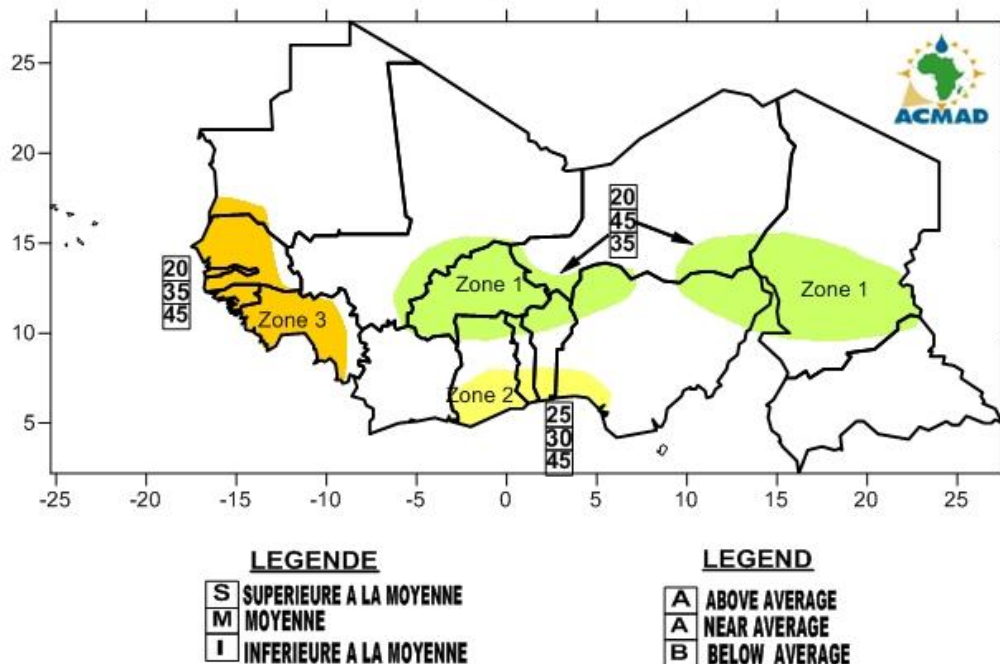 ACMAD
25
20
15
10
5
20
45
35
Zone 1
Zone 1
20
35
45
Zone 3
Zone 2
25
30
45
-25 -20 -15 -10 -5 0 5 10 15 20 25
LEGENDE
S SUPERIEURE A LA MOYENNE
M MOYENNE
I INFERIEURE A LA MOYENNE
LEGEND
A ABOVE AVERAGE
A NEAR AVERAGE
B BELOW AVERAGE